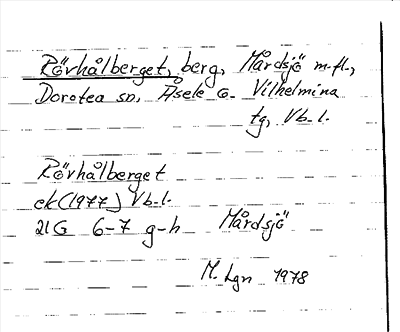 Rövhålberget, berg, Mårdsjö m.fl.,
Dorotea sn, Åsele o. Vilhelmina
tg, Vb.l.
Rövhålberget
ek(1977) Vb.l.
21G 6-7 g-h Mårdsjö
M. Lgn 1978